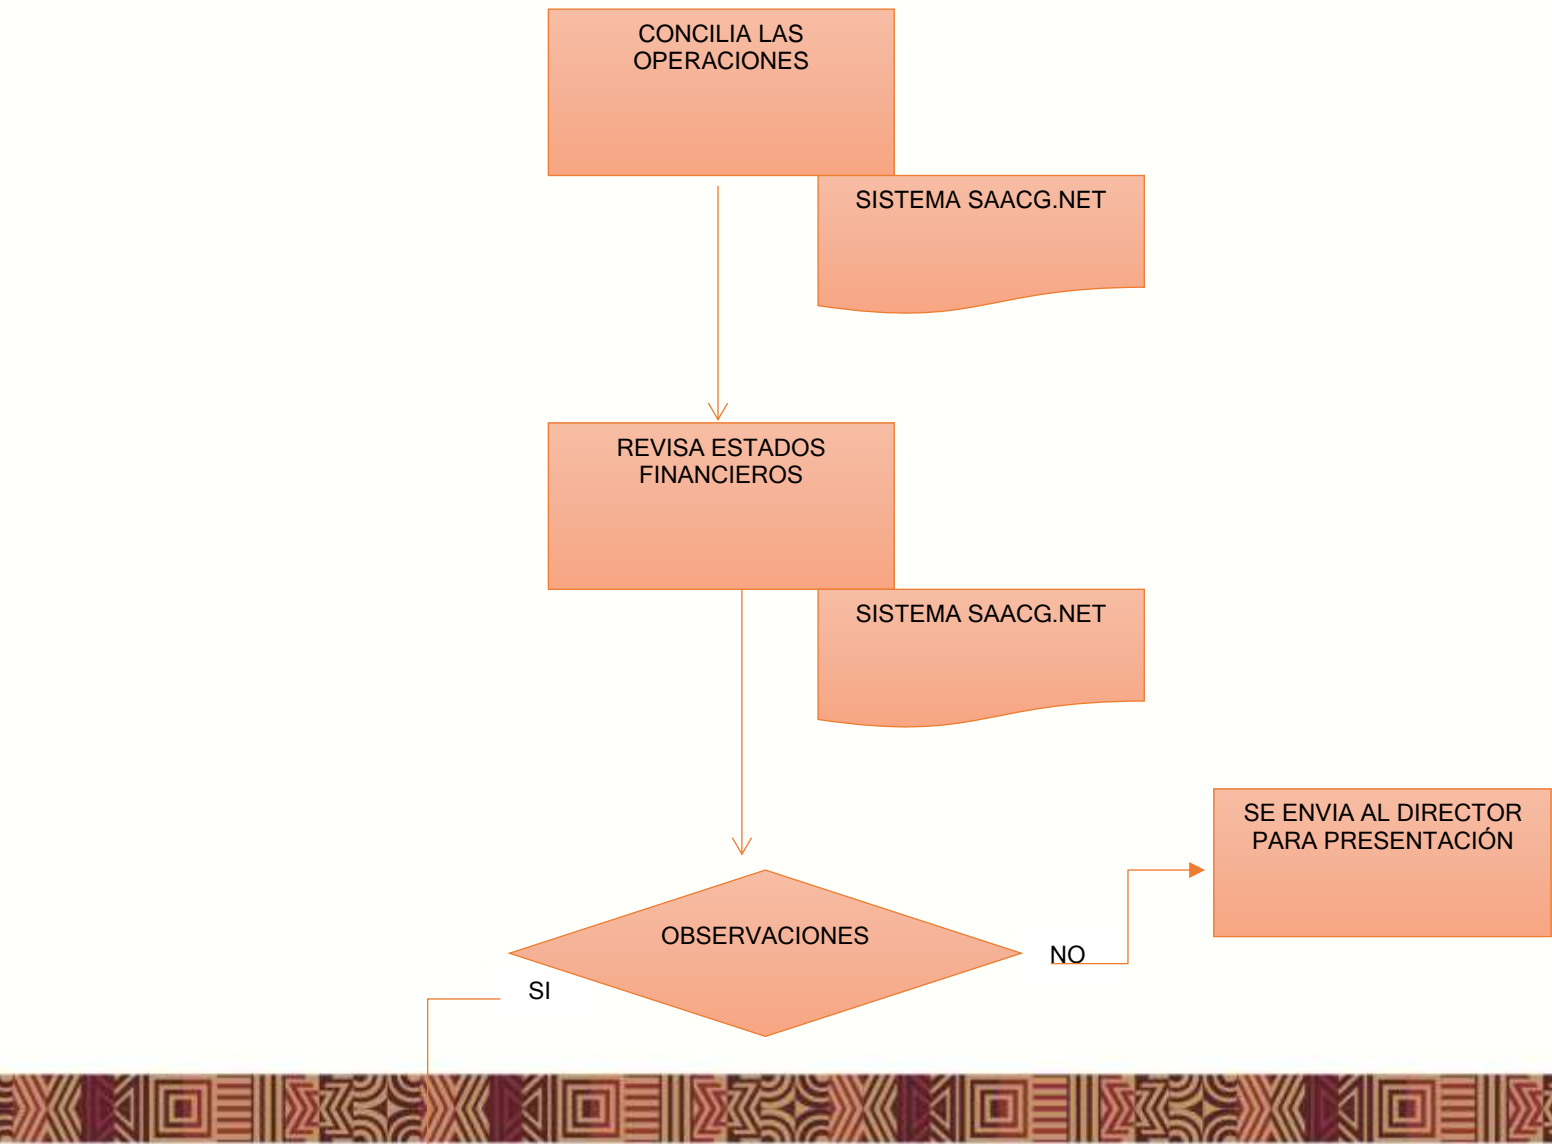 CONCILIA LAS
OPERACIONES
SISTEMA SAACG.NET
REVISA ESTADOS
FINANCIEROS
SISTEMA SAACG.NET
SE ENVIA AL DIRECTOR
PARA PRESENTACIÓN
OBSERVACIONES
NO
SI